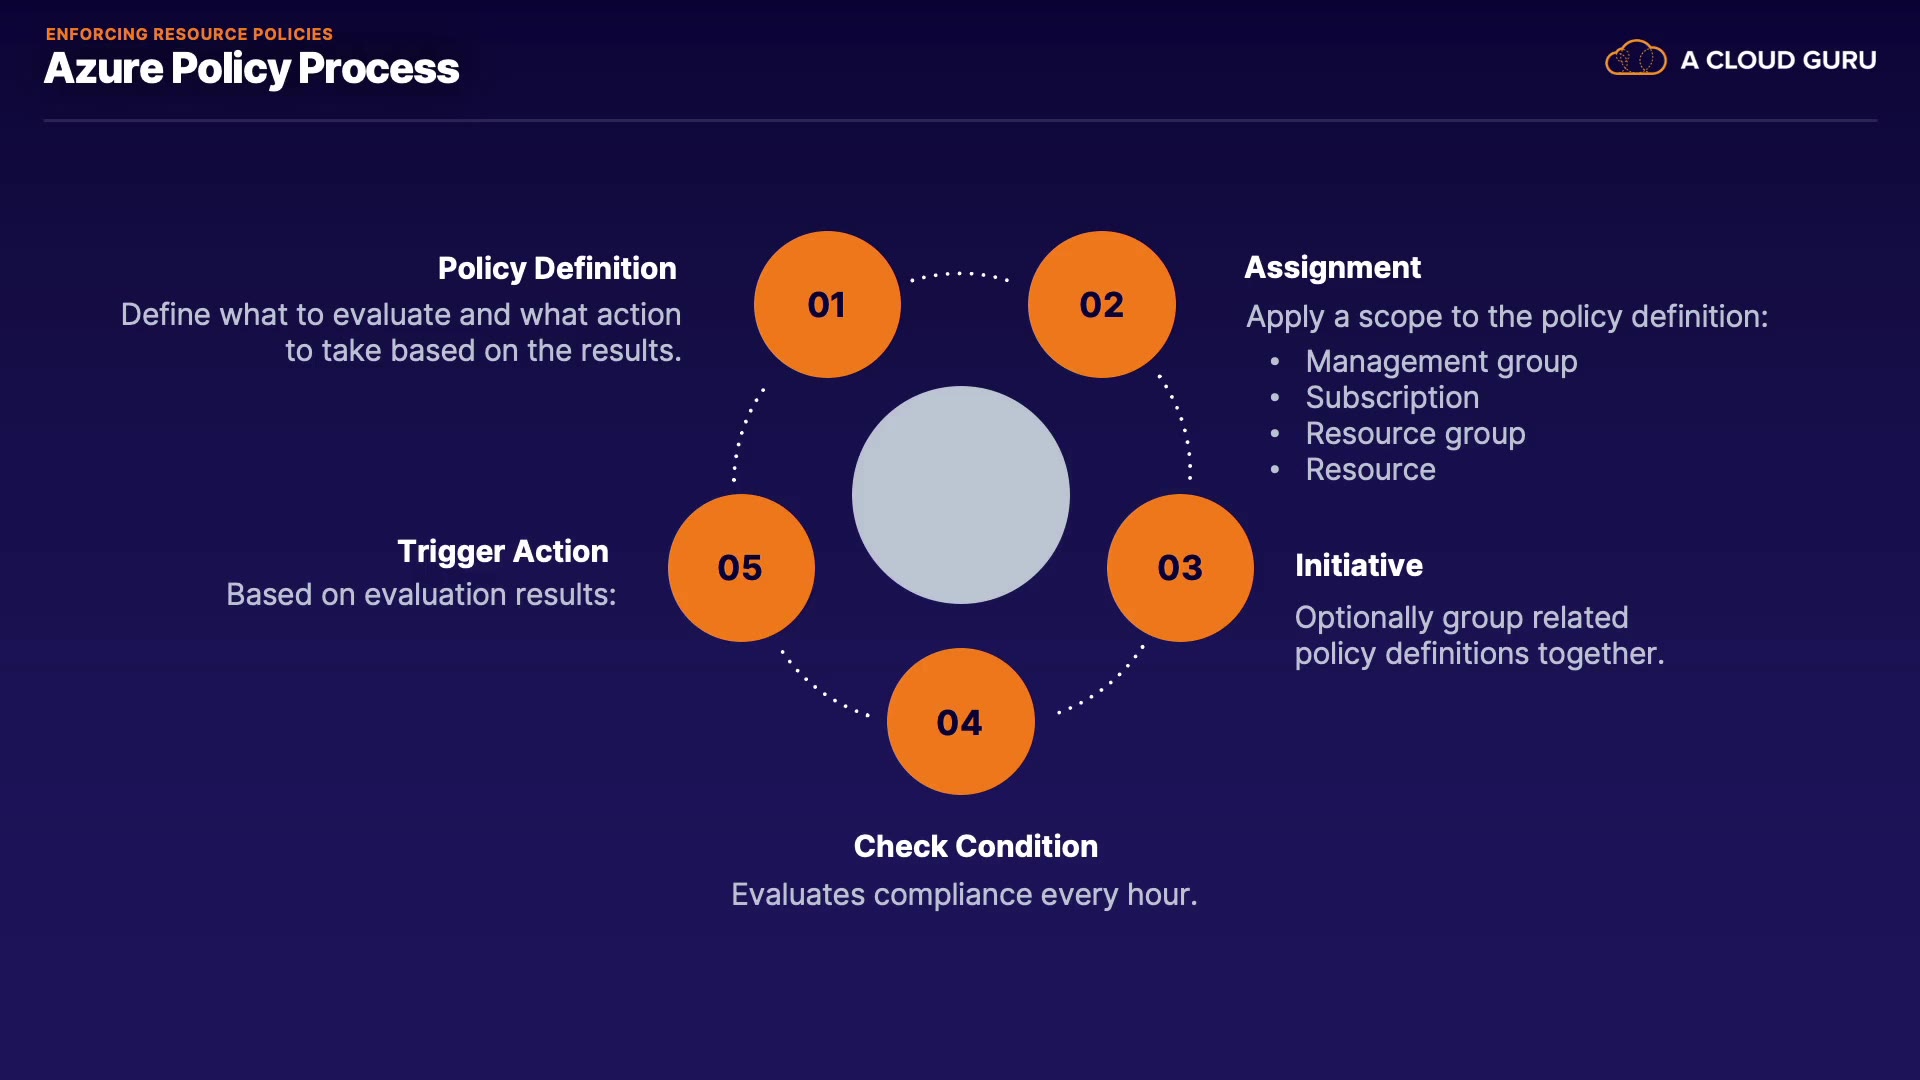 ENFORCING RESOURCE POLICIES
Azure Policy Process
A CLOUD GURU
01
Policy Definition
Define what to evaluate and what action
to take based on the results.
02
Assignment
Apply a scope to the policy definition:
• Management group
• Subscription
• Resource group
• Resource
03
Initiative
Optionally group related
policy definitions together.
04
Check Condition
Evaluates compliance every hour.
05
Trigger Action
Based on evaluation results: